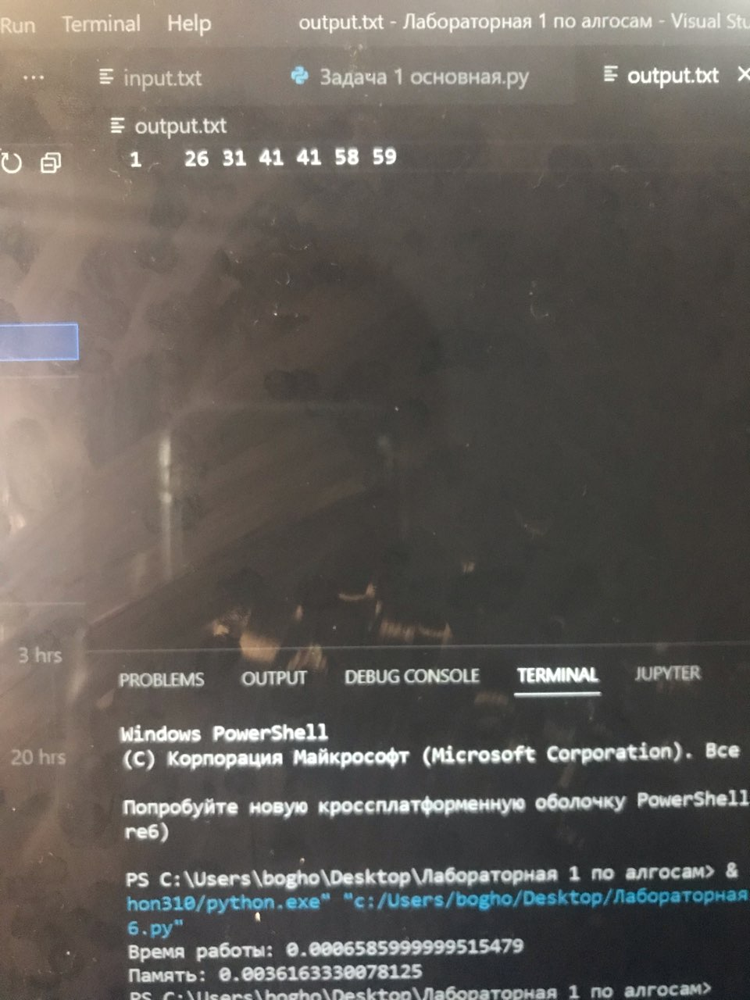 Run Terminal Help output.txt - Лабораторная 1 по алгосам - Visual Stu
... input.txt Задача 1 основная.py output.txt
output.txt
1 26 31 41 41 58 59
3 hrs
PROBLEMS OUTPUT DEBUG CONSOLE TERMINAL JUPYTER
Windows PowerShell
20 hrs
(C) Корпорация Майкрософт (Microsoft Corporation). Все
Попробуйте новую кроссплатформенную оболочку PowerShell
re6)
PS C:\Users\bogho\Desktop\Лабораторная 1 по алгосам> &
hon310/python.exe" "c:/Users/bogho/Desktop/Лабораторная
6.py"
Время работы: 0.0006585999999515479
Память: 0.0036163330078125
PS C:\Users\bogho\Desktop\Лабораторная 1 по алгосам>